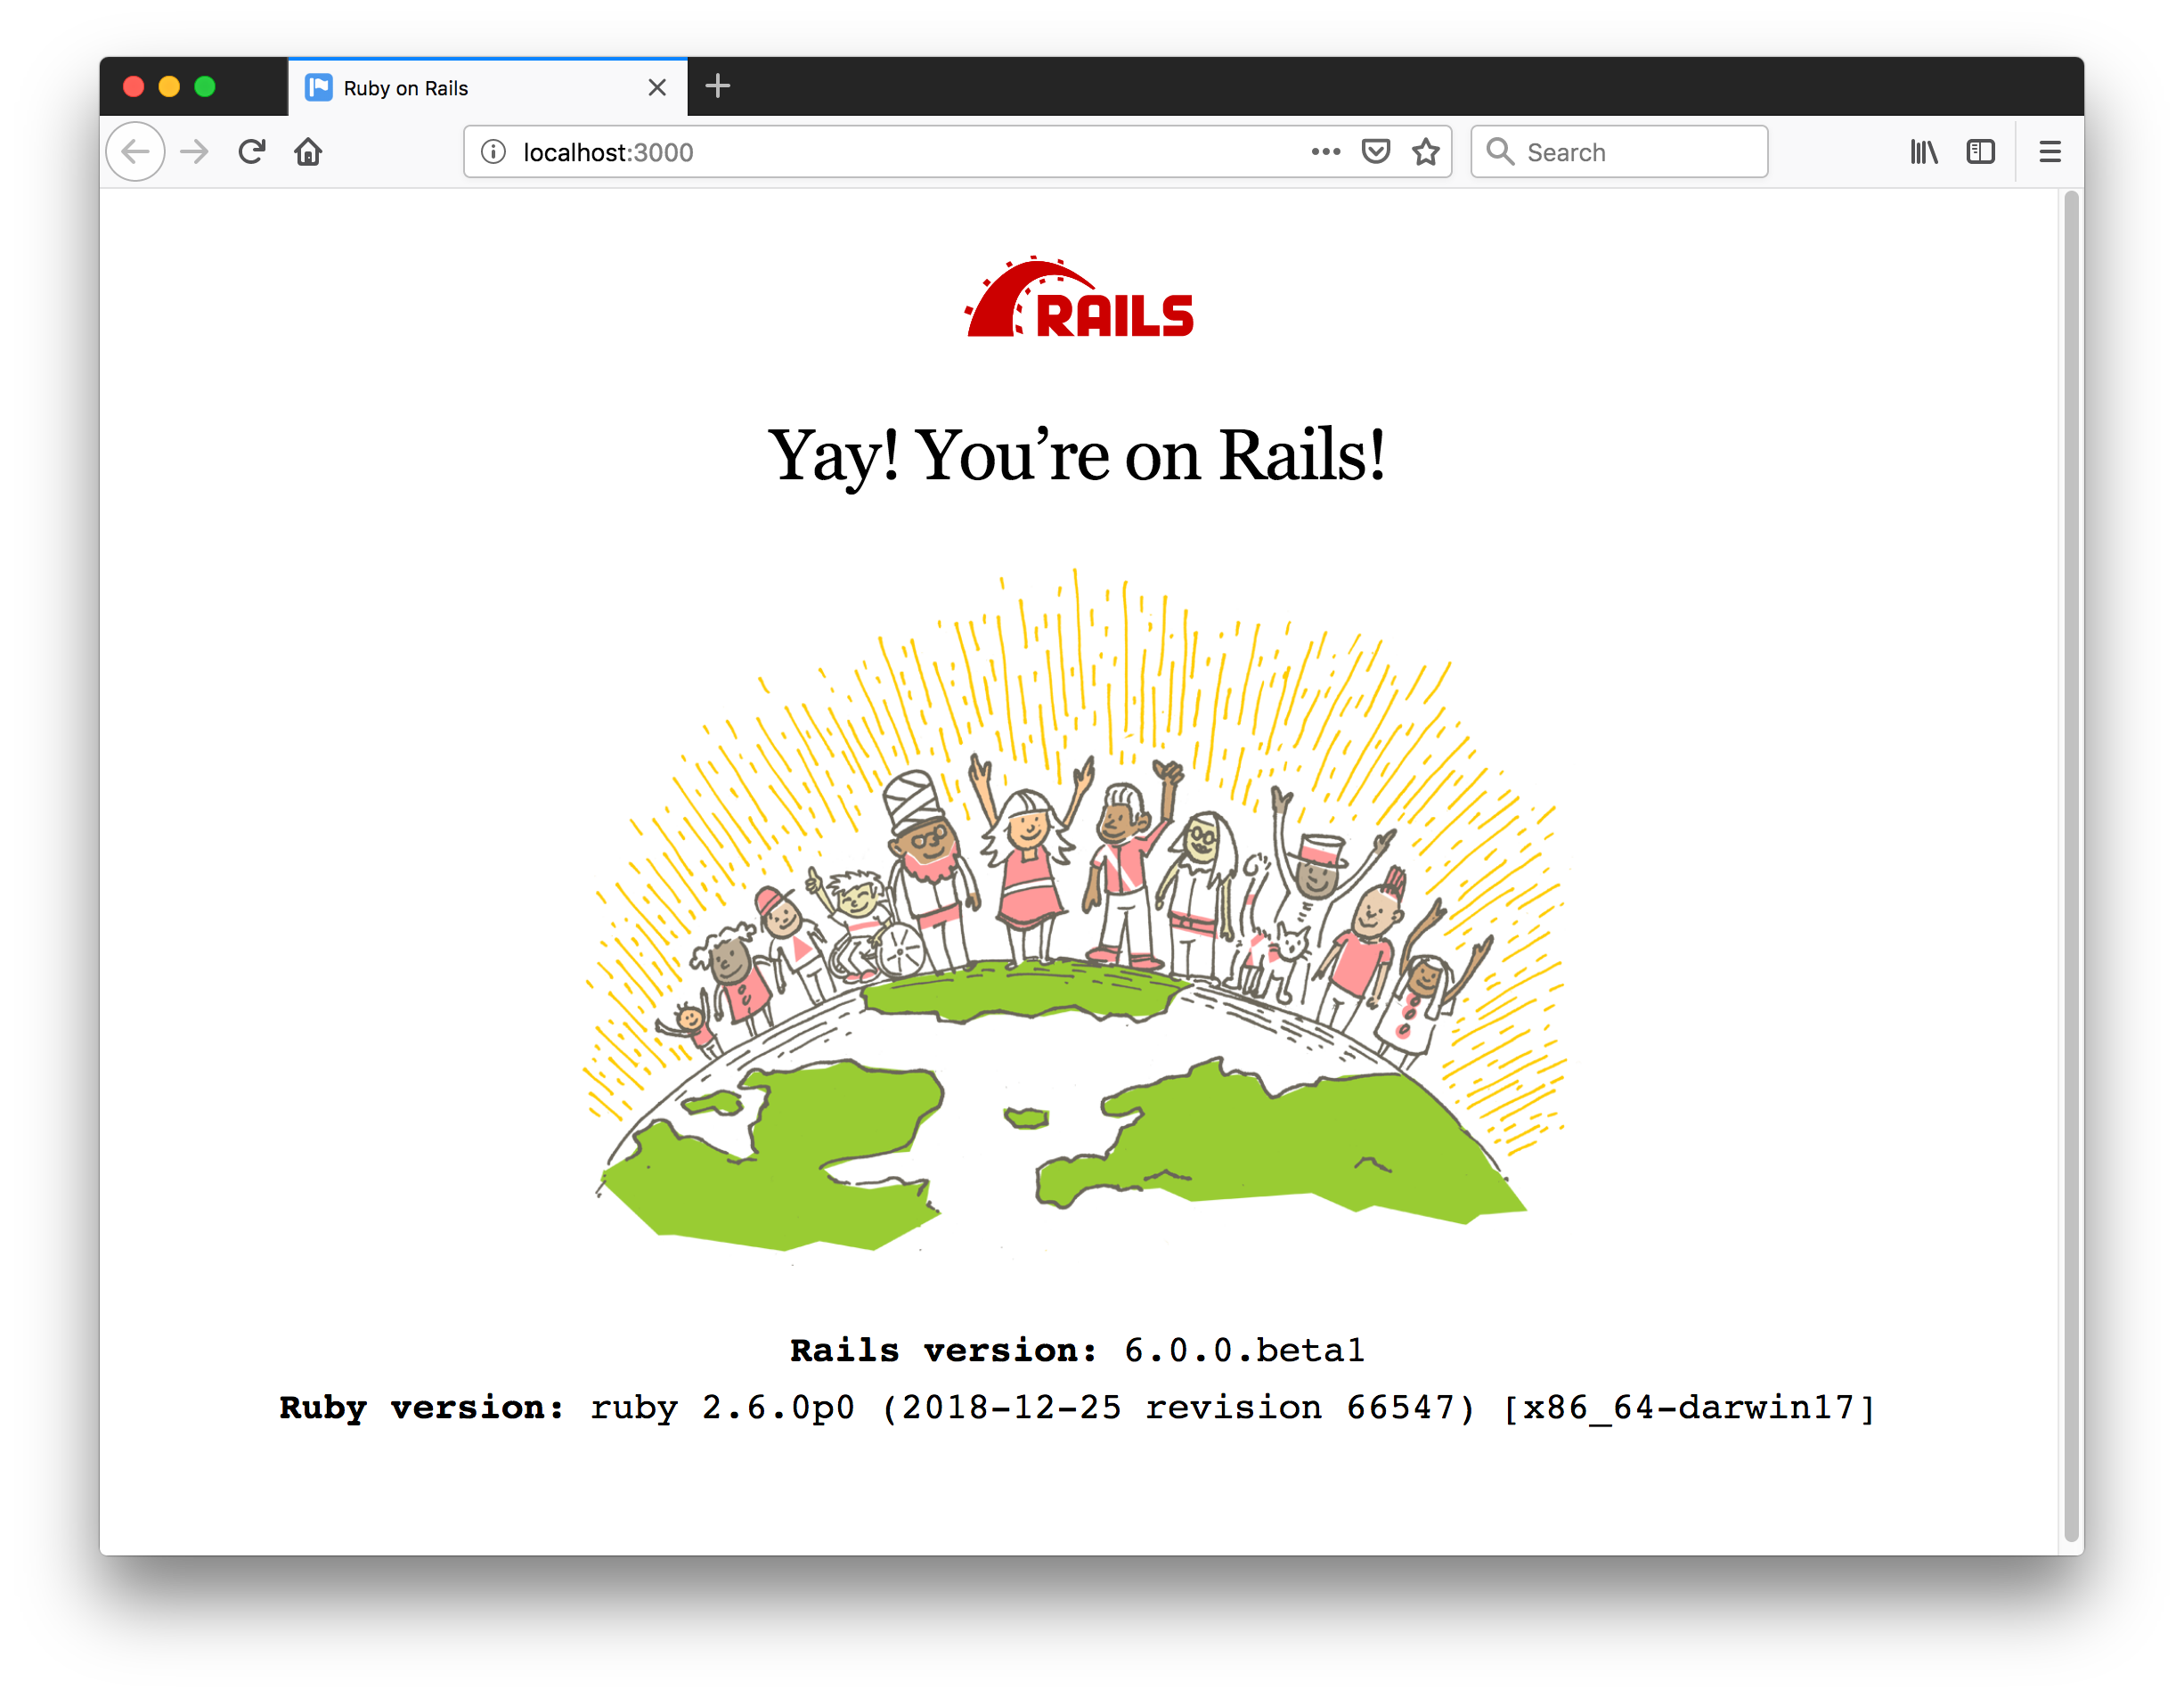 Ruby on Rails
localhost:3000
Search
RAILS
Yay! You’re on Rails!
Rails version: 6.0.0.beta1
Ruby version: ruby 2.6.0p0 (2018-12-25 revision 66547) [x86_64-darwin17]